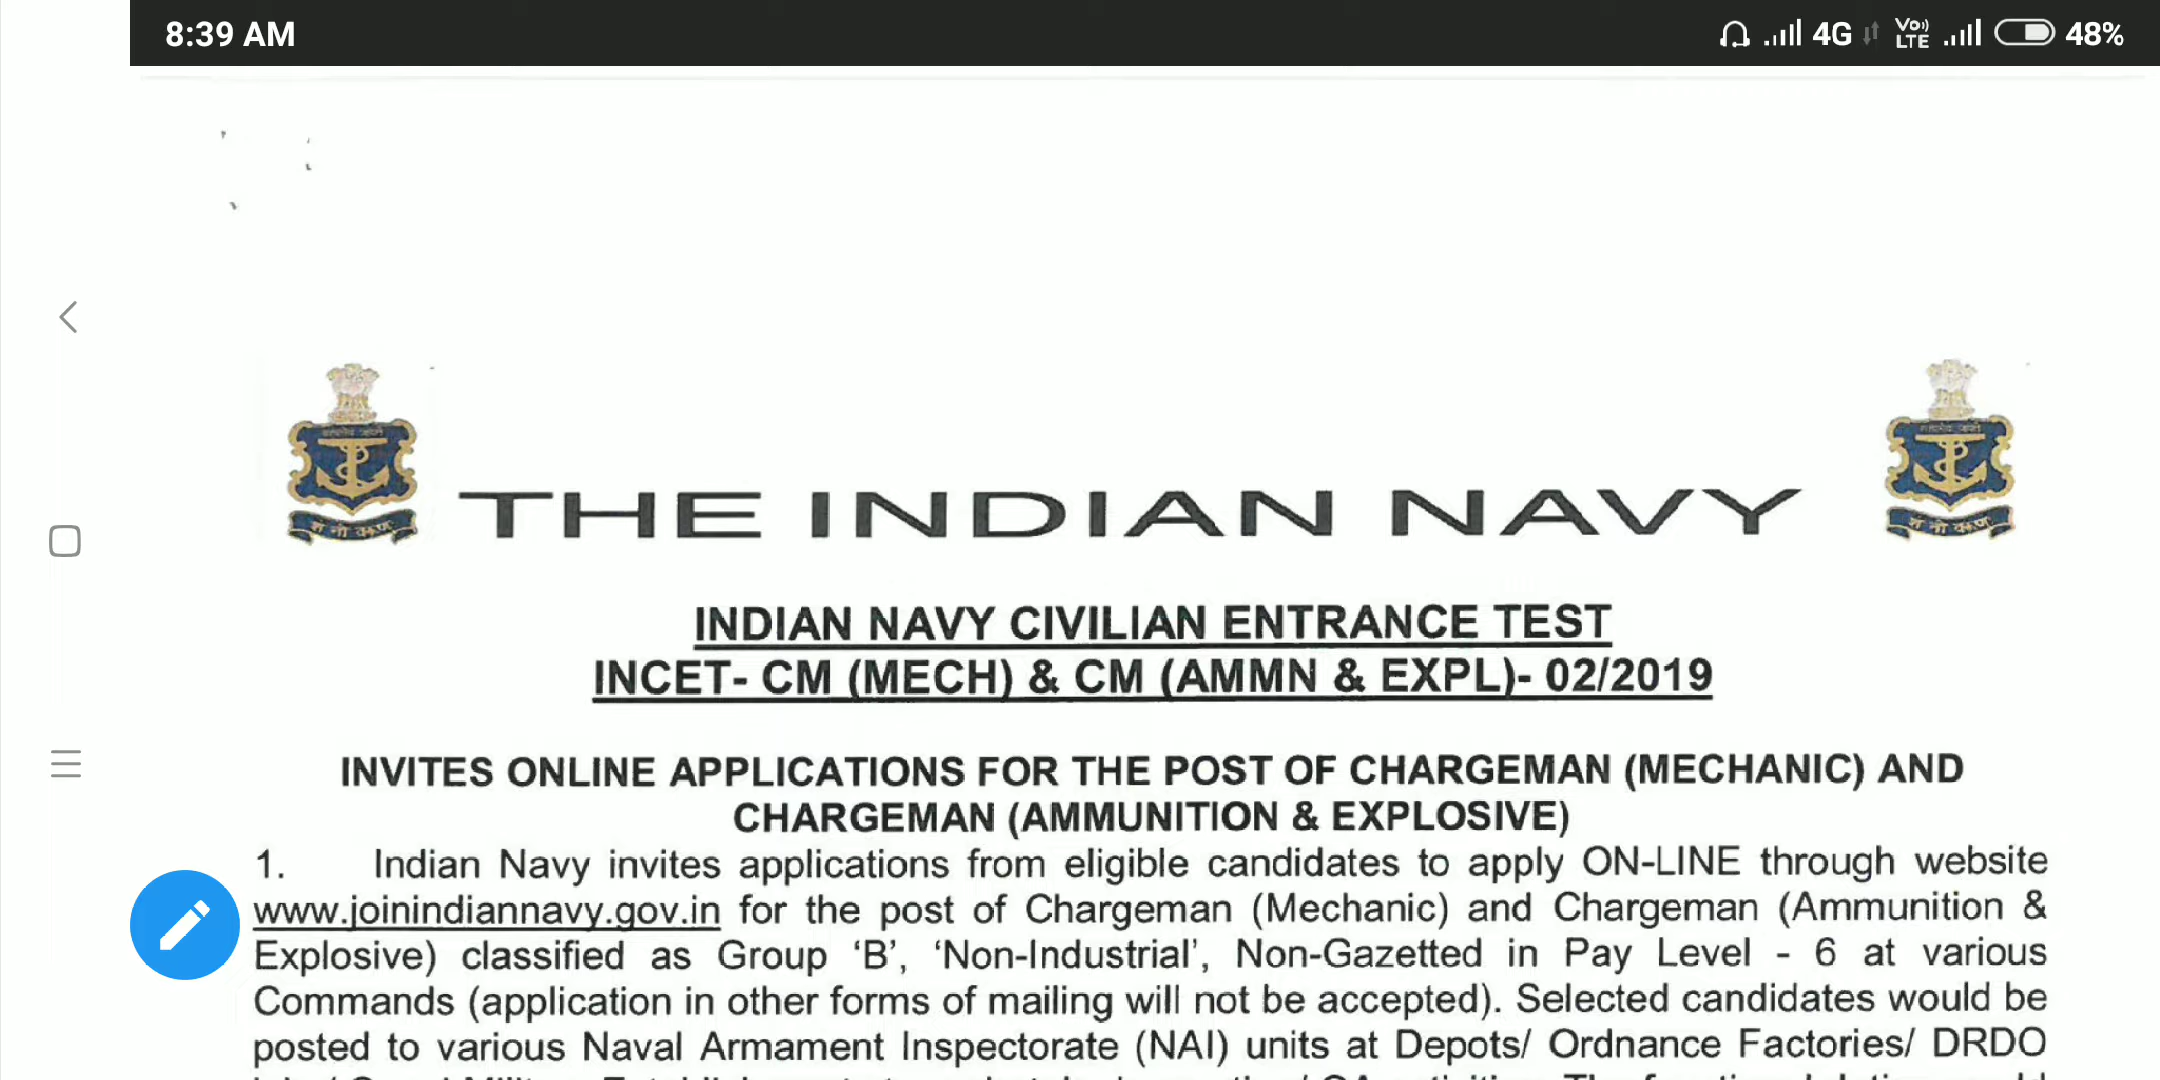 8:39 AM 4G VoLTE 48%
THE INDIAN NAVY
INDIAN NAVY CIVILIAN ENTRANCE TEST
INCET- CM (MECH) & CM (AMMN & EXPL)- 02/2019
INVITES ONLINE APPLICATIONS FOR THE POST OF CHARGEMAN (MECHANIC) AND
CHARGEMAN (AMMUNITION & EXPLOSIVE)
1. Indian Navy invites applications from eligible candidates to apply ON-LINE through website
www.joinindiannavy.gov.in for the post of Chargeman (Mechanic) and Chargeman (Ammunition &
Explosive) classified as Group ‘B’, ‘Non-Industrial’, Non-Gazetted in Pay Level - 6 at various
Commands (application in other forms of mailing will not be accepted). Selected candidates would be
posted to various Naval Armament Inspectorate (NAI) units at Depots/ Ordnance Factories/ DRDO